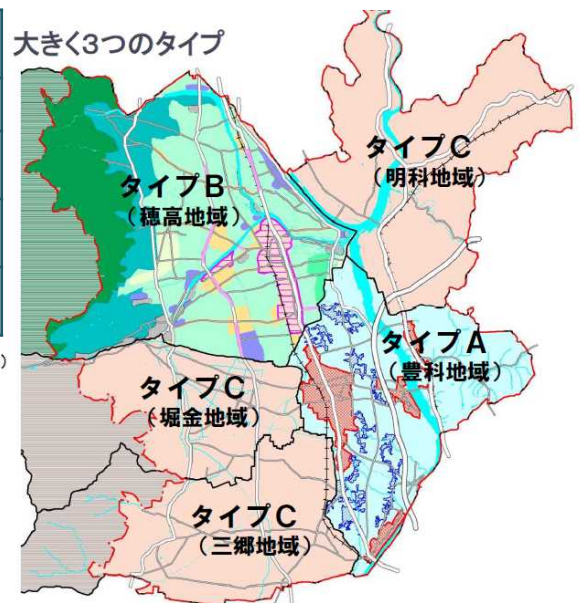 大きく3つのタイプ
タイプC
（明科地域）
タイプB
（穂高地域）
タイプA
（豊科地域）
タイプC
（堀金地域）
タイプC
（三郷地域）
）